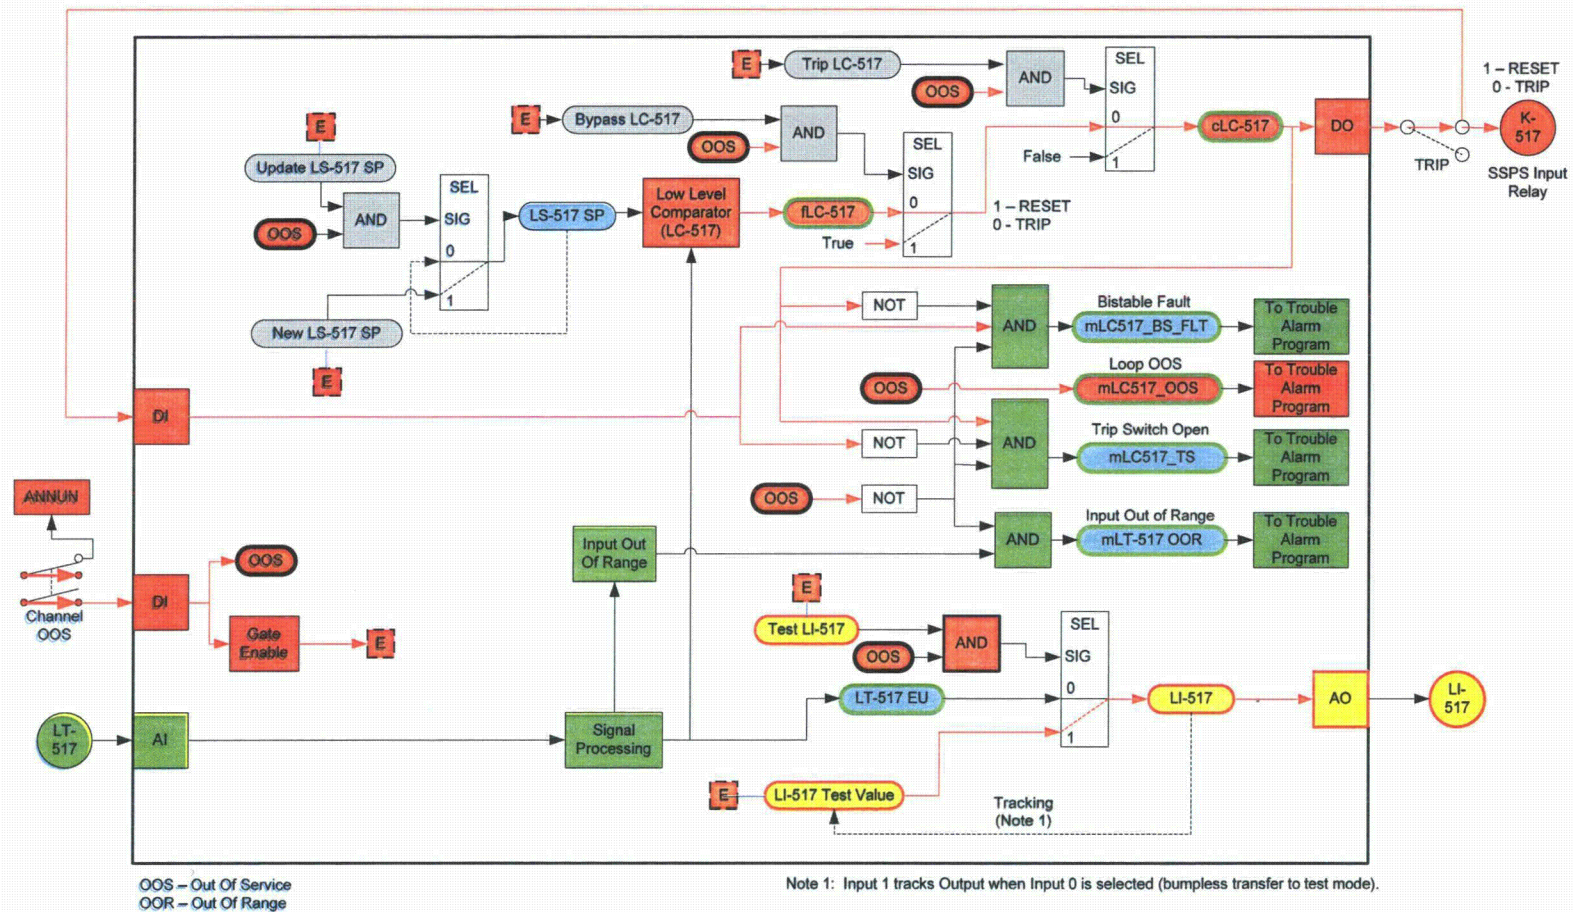 E
Trip LC-517
OOS
AND
SEL
SIG
0
1
False
cLC-517
DO
TRIP
1 – RESET
0 - TRIP
K-
517
SSPS Input
Relay
E
Bypass LC-517
OOS
AND
SEL
SIG
0
1
True
1 – RESET
0 - TRIP
E
Update LS-517 SP
OOS
AND
SEL
SIG
0
1
LS-517 SP
Low Level
Comparator
(LC-517)
fLC-517
New LS-517 SP
E
NOT
AND
Bistable Fault
mLC517_BS_FLT
To Trouble
Alarm
Program
OOS
Loop OOS
mLC517_OOS
To Trouble
Alarm
Program
DI
NOT
AND
Trip Switch Open
mLC517_TS
To Trouble
Alarm
Program
OOS
NOT
AND
Input Out of Range
mLT-517 OOR
To Trouble
Alarm
Program
ANNUN
Channel
OOS
DI
OOS
Gate
Enable
E
Input Out
Of Range
E
Test LI-517
OOS
AND
SEL
SIG
0
1
LT-517 EU
LI-517
AO
LI-
517
LT-
517
AI
Signal
Processing
E
LI-517 Test Value
Tracking
(Note 1)
OOS – Out Of Service
OOR – Out Of Range
Note 1: Input 1 tracks Output when Input 0 is selected (bumpless transfer to test mode).